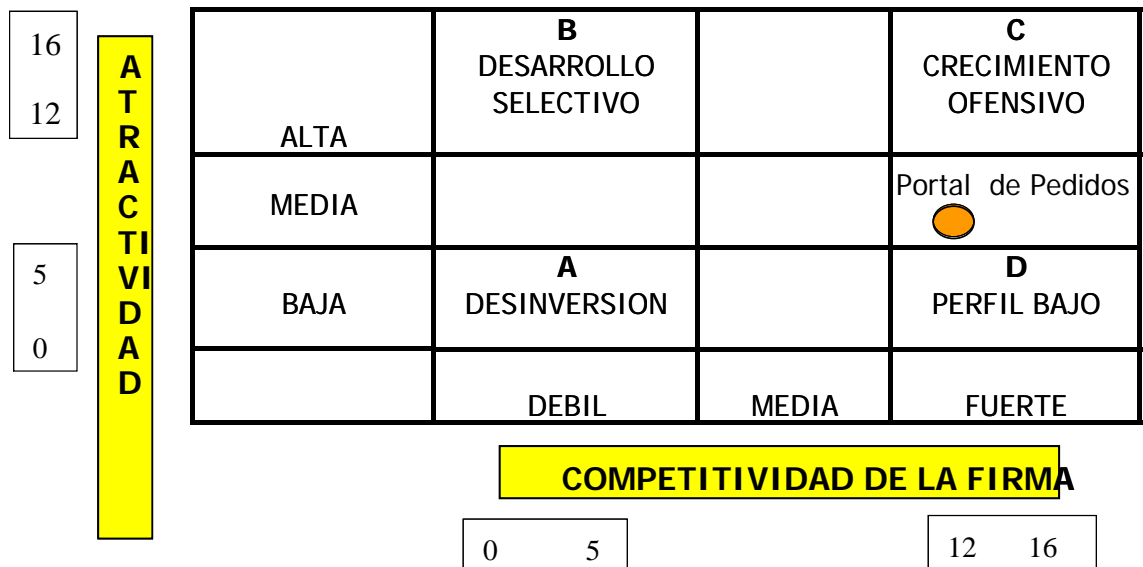 16
12
5
0
A
T
R
A
C
TI
VI
D
A
D
B
DESARROLLO
SELECTIVO
C
CRECIMIENTO
OFENSIVO
ALTA
MEDIA
Portal de Pedidos
BAJA
A
DESINVERSION
D
PERFIL BAJO
DEBIL MEDIA FUERTE
COMPETITIVIDAD DE LA FIRMA
0 5
12 16